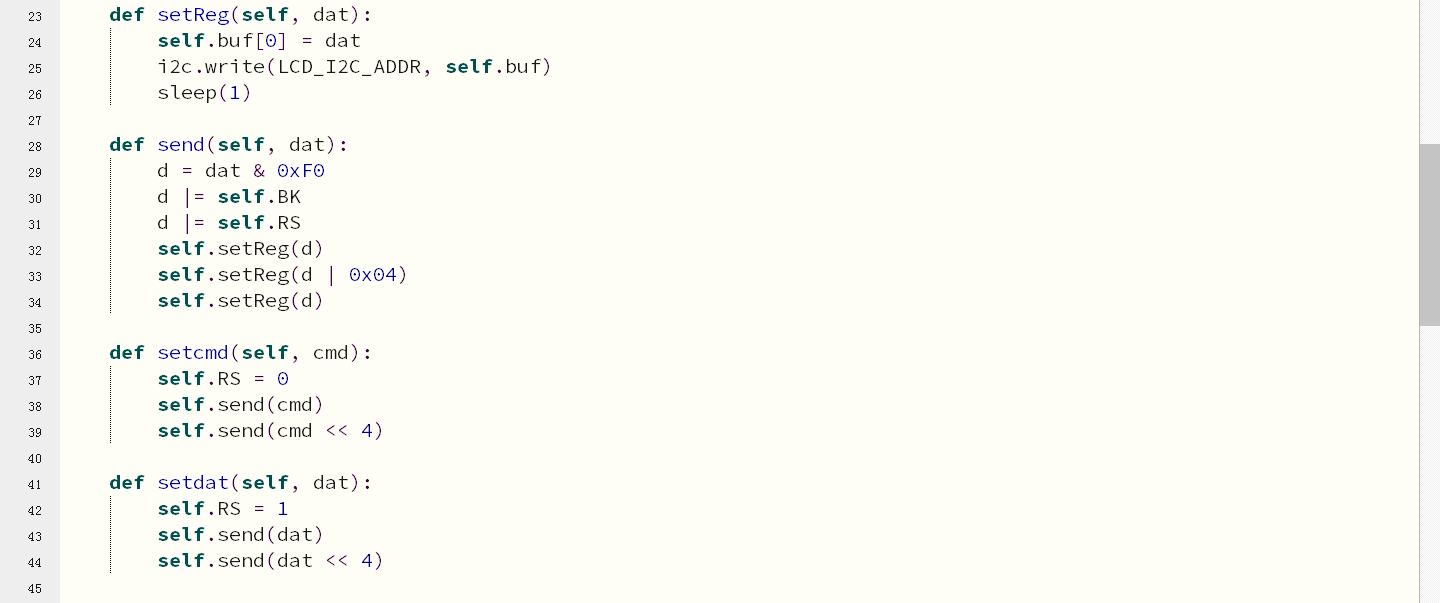 23 def setReg(self, dat):
24 self.buf[0] = dat
25 i2c.write(LCD_I2C_ADDR, self.buf)
26 sleep(1)
27
28 def send(self, dat):
29 d = dat & 0xF0
30 d |= self.BK
31 d |= self.RS
32 self.setReg(d)
33 self.setReg(d | 0x04)
34 self.setReg(d)
35
36 def setcmd(self, cmd):
37 self.RS = 0
38 self.send(cmd)
39 self.send(cmd << 4)
40
41 def setdat(self, dat):
42 self.RS = 1
43 self.send(dat)
44 self.send(dat << 4)
45